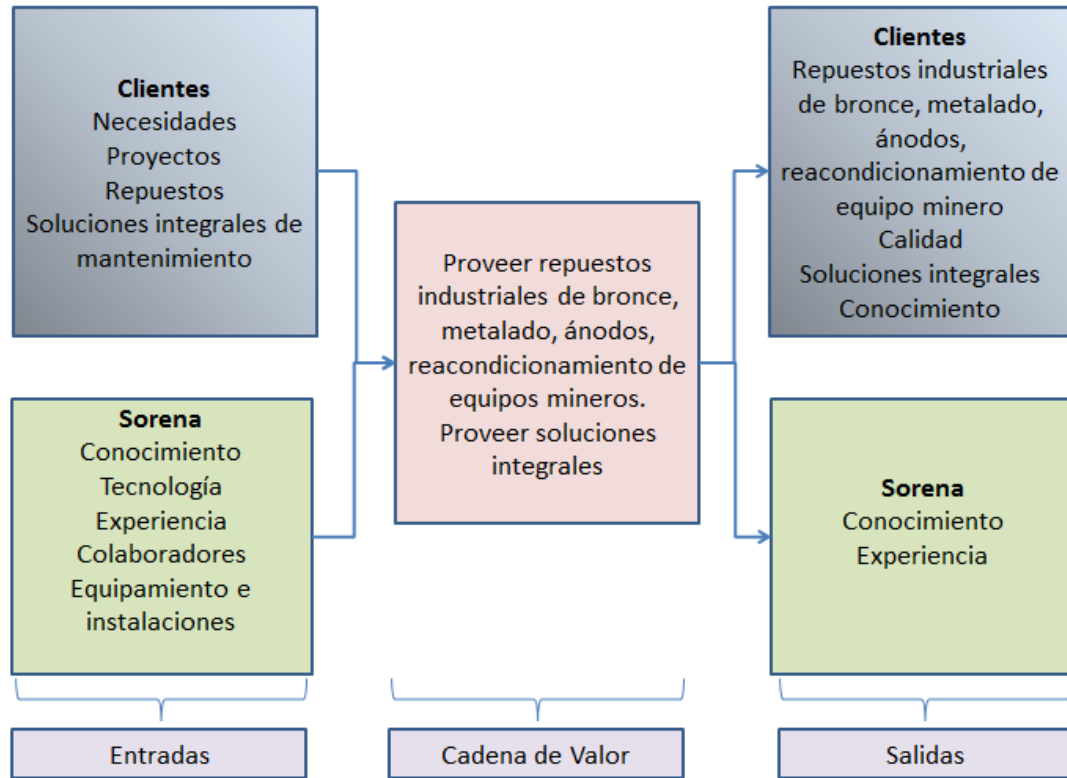 Clientes
Necesidades
Proyectos
Repuestos
Soluciones integrales de
mantenimiento
Sorena
Conocimiento
Tecnología
Experiencia
Colaboradores
Equipamiento e
instalaciones
Proveer repuestos
industriales de bronce,
metalado, ánodos,
reacondicionamiento de
equipos mineros.
Proveer soluciones
integrales
Clientes
Repuestos industriales
de bronce, metalado,
ánodos,
reacondicionamiento de
equipo minero
Calidad
Soluciones integrales
Conocimiento
Sorena
Conocimiento
Experiencia
Entradas
Cadena de Valor
Salidas